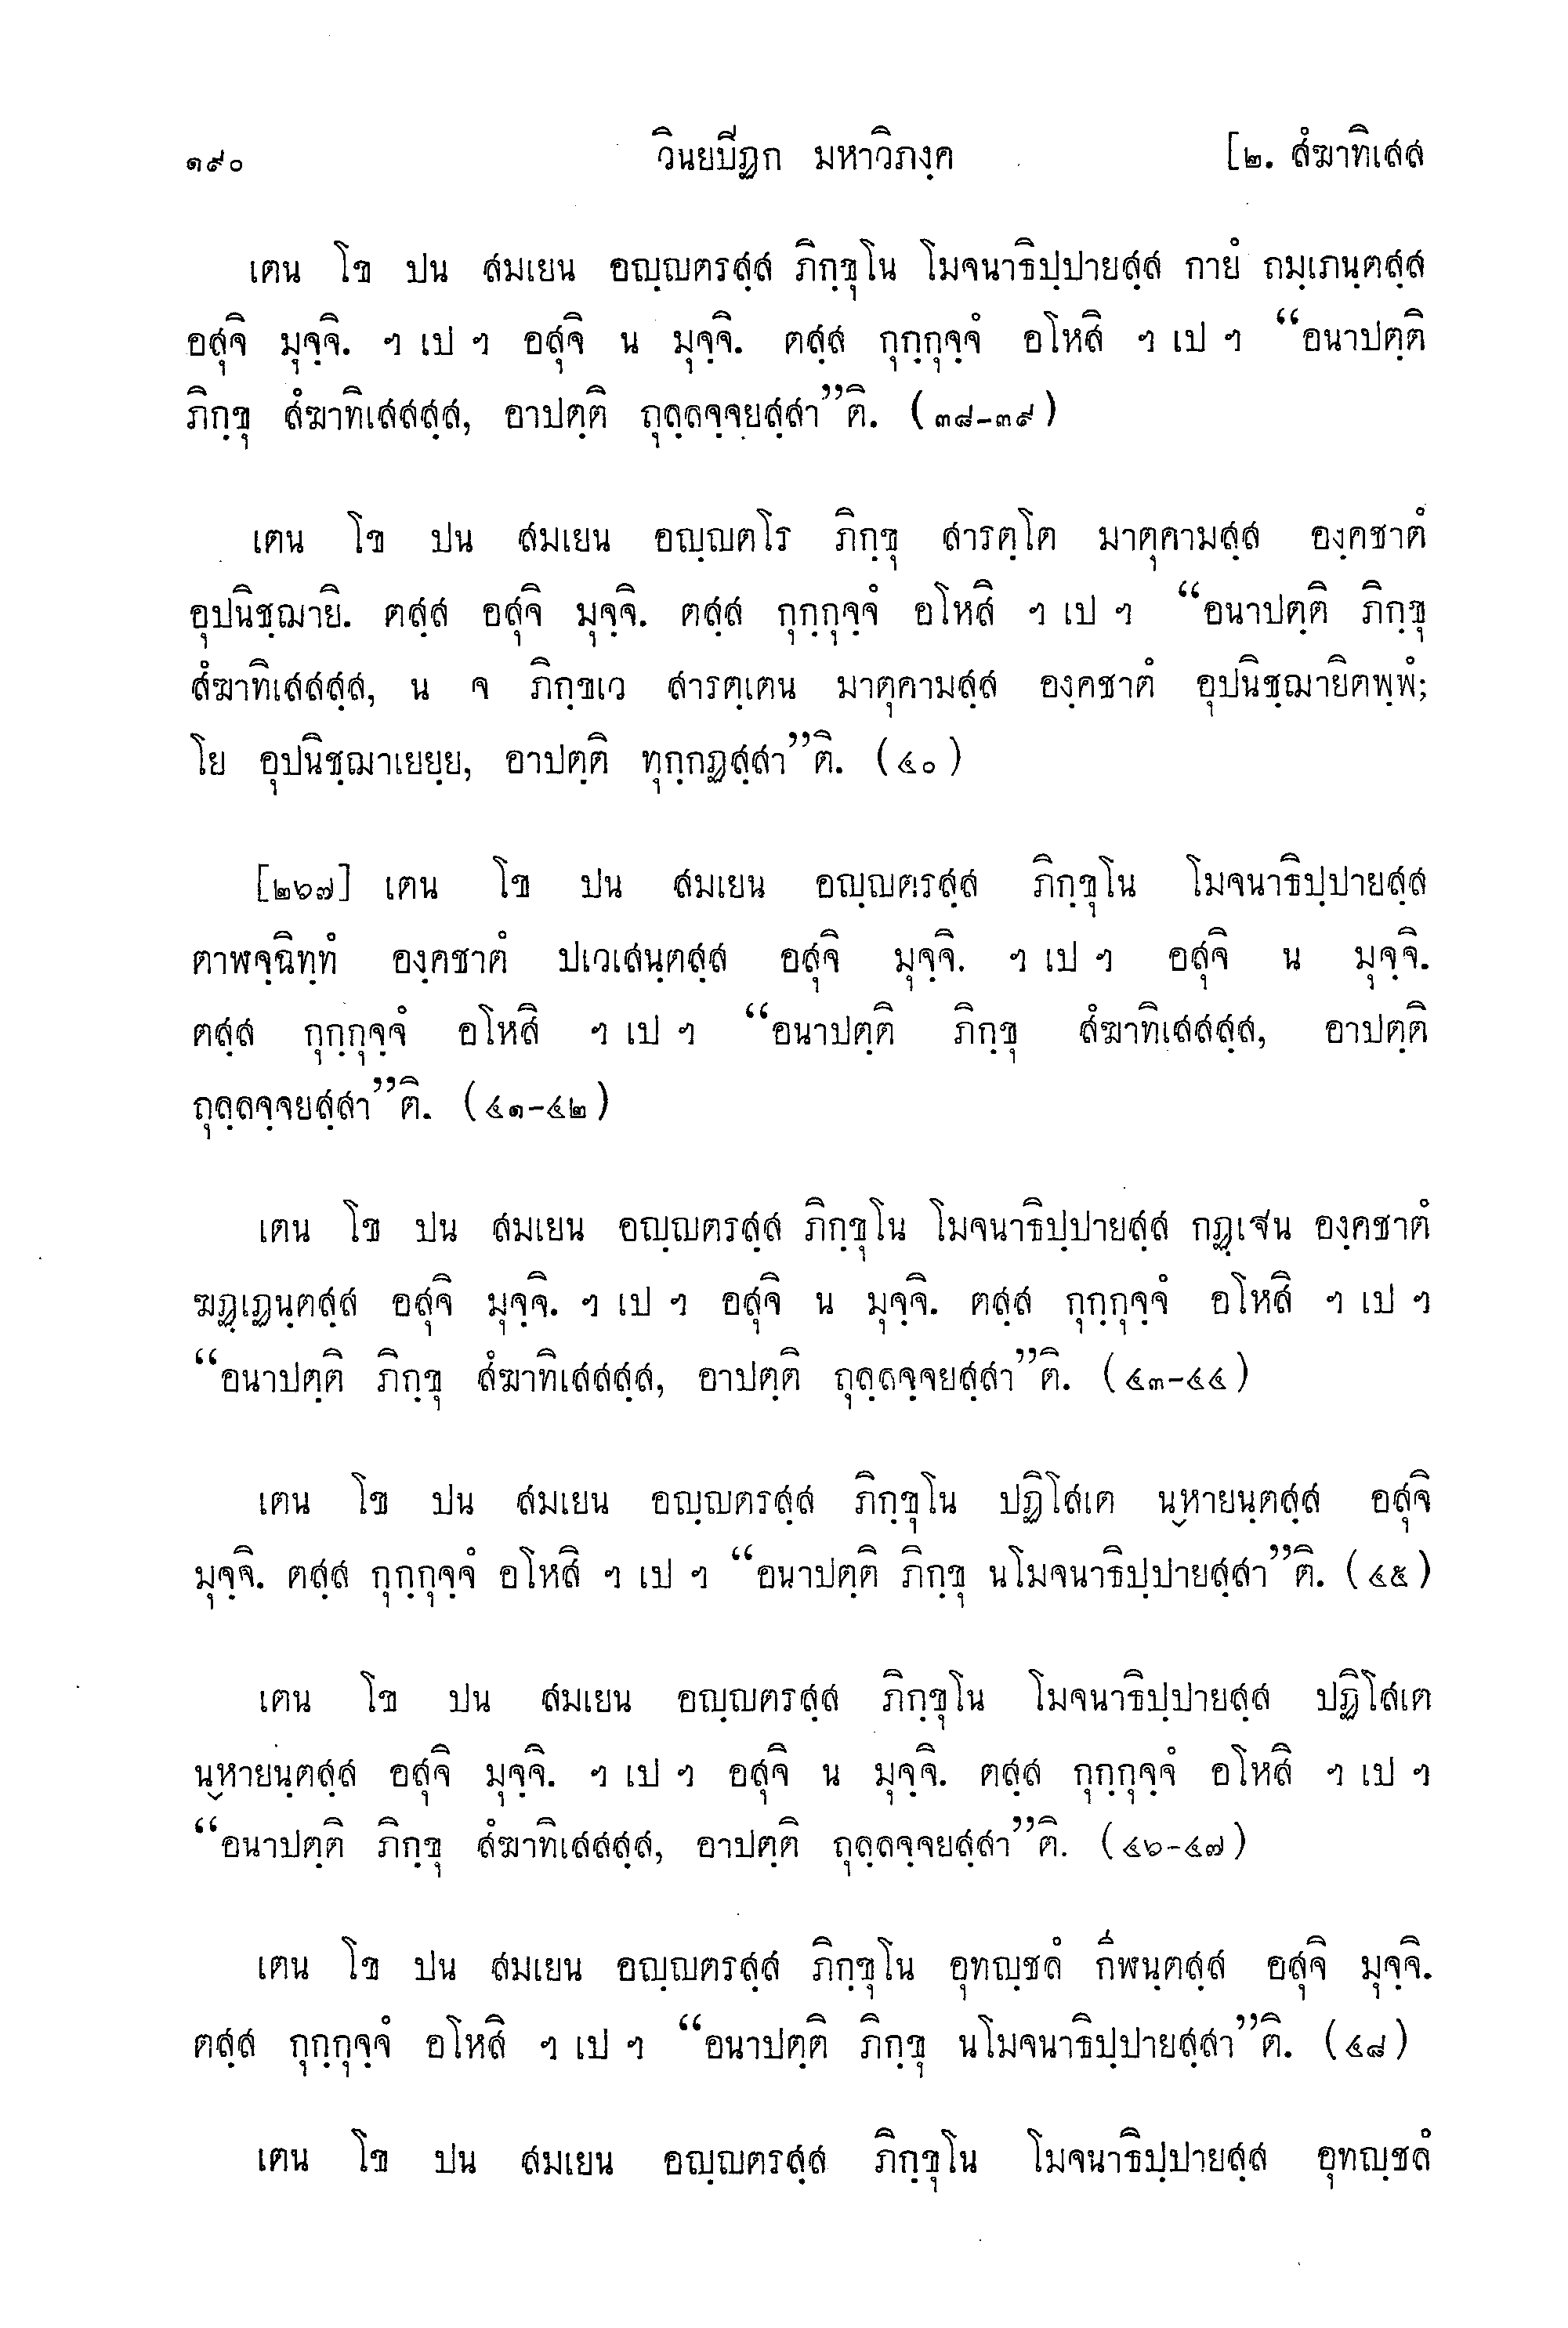 ๑๙๐ วินยปิฏก มหาวิภงฺค [๒. สํฆาทิเสส
เตน โข ปน สมเยน อญฺญตรสฺส ภิกฺขุโน โมจนาธิปฺปายสฺส กายํ ถมฺเภนฺตสฺส
อสุจิ มุจฺจิ. ฯ เป ฯ อสุจิ น มุจฺจิ. ตสฺส กุกฺกุจฺจํ อโหสิ ฯ เป ฯ “อนาปตฺติ
ภิกฺขุ สํฆาทิเสสสฺส, อาปตฺติ ถุลฺลจฺจยสฺสา”ติ. (๓๘-๓๙)
เตน โข ปน สมเยน อญฺญตโร ภิกฺขุ สารตฺโต มาตุคามสฺส องฺคชาตํ
อุปนิชฺฌายิ. ตสฺส อสุจิ มุจฺจิ. ตสฺส กุกฺกุจฺจํ อโหสิ ฯ เป ฯ “อนาปตฺติ ภิกฺขุ
สํฆาทิเสสสฺส, น จ ภิกฺขเว สารตฺเตน มาตุคามสฺส องฺคชาตํ อุปนิชฺฌายิตพฺพํ;
โย อุปนิชฺฌาเยยฺย, อาปตฺติ ทุกฺกฏสฺสา”ติ. (๔๐)
[๒๖๗] เตน โข ปน สมเยน อญฺญตรสฺส ภิกฺขุโน โมจนาธิปฺปายสฺส
ตาฬจฺฉิทฺทํ องฺคชาตํ ปเวเสนฺตสฺส อสุจิ มุจฺจิ. ฯ เป ฯ อสุจิ น มุจฺจิ.
ตสฺส กุกฺกุจฺจํ อโหสิ ฯ เป ฯ “อนาปตฺติ ภิกฺขุ สํฆาทิเสสสฺส, อาปตฺติ
ถุลฺลจฺจยสฺสา”ติ. (๔๑-๔๒)
เตน โข ปน สมเยน อญฺญตรสฺส ภิกฺขุโน โมจนาธิปฺปายสฺส กฏฺเฐน องฺคชาตํ
ฆฏฺเฏนฺตสฺส อสุจิ มุจฺจิ. ฯ เป ฯ อสุจิ น มุจฺจิ. ตสฺส กุกฺกุจฺจํ อโหสิ ฯ เป ฯ
“อนาปตฺติ ภิกฺขุ สํฆาทิเสสสฺส, อาปตฺติ ถุลฺลจฺจยสฺสา”ติ. (๔๓-๔๔)
เตน โข ปน สมเยน อญฺญตรสฺส ภิกฺขุโน ปฏิโสเต นฺหายนฺตสฺส อสุจิ
มุจฺจิ. ตสฺส กุกฺกุจฺจํ อโหสิ ฯ เป ฯ “อนาปตฺติ ภิกฺขุ นโมจนาธิปฺปายสฺสา”ติ. (๔๕)
เตน โข ปน สมเยน อญฺญตรสฺส ภิกฺขุโน โมจนาธิปฺปายสฺส ปฏิโสเต
นฺหายนฺตสฺส อสุจิ มุจฺจิ. ฯ เป ฯ อสุจิ น มุจฺจิ. ตสฺส กุกฺกุจฺจํ อโหสิ ฯ เป ฯ
“อนาปตฺติ ภิกฺขุ สํฆาทิเสสสฺส, อาปตฺติ ถุลฺลจฺจยสฺสา”ติ. (๔๖-๔๗)
เตน โข ปน สมเยน อญฺญตรสฺส ภิกฺขุโน อุทญฺชลํ กีฬนฺตสฺส อสุจิ มุจฺจิ.
ตสฺส กุกฺกุจฺจํ อโหสิ ฯ เป ฯ “อนาปตฺติ ภิกฺขุ นโมจนาธิปฺปายสฺสา”ติ. (๔๘)
เตน โข ปน สมเยน อญฺญตรสฺส ภิกฺขุโน โมจนาธิปฺปายสฺส อุทญฺชลํ